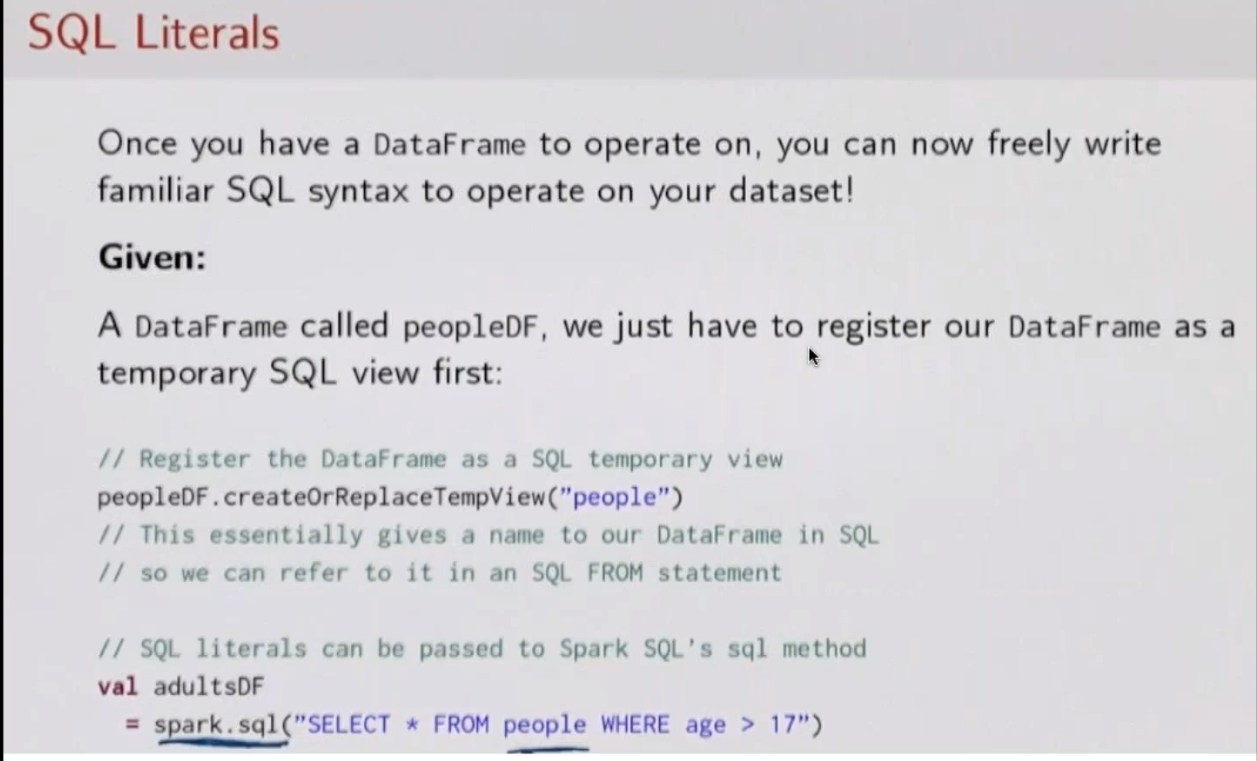 SQL Literals
Once you have a DataFrame to operate on, you can now freely write
familiar SQL syntax to operate on your dataset!
Given:
A DataFrame called peopleDF, we just have to register our DataFrame as a
temporary SQL view first:
// Register the DataFrame as a SQL temporary view
peopleDF.createOrReplaceTempView("people")
// This essentially gives a name to our DataFrame in SQL
// so we can refer to it in an SQL FROM statement
// SQL literals can be passed to Spark SQL's sql method
val adultsDF
= spark.sql("SELECT * FROM people WHERE age > 17")